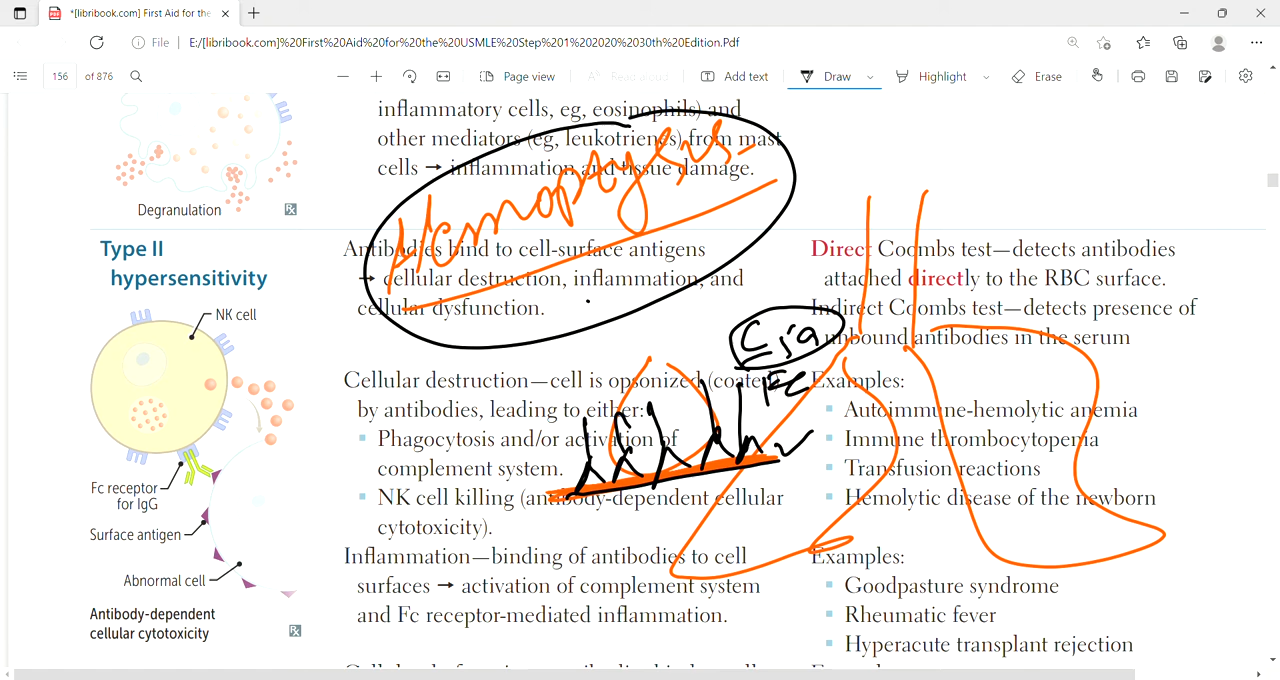 *[libribook.com] First Aid for the
File
E:/[libribook.com]%20First%20Aid%20for%20the%20USMLE%20Step%201%202020%2030th%20Edition.Pdf
156 of 876
Page view
Read aloud
Add text
Draw
Highlight
Erase
inflammatory cells, eg, eosinophils) and
other mediators (eg, leukotrienes) from mast
cells → inflammation and tissue damage.
Degranulation
Rx
Hemoptysis
Type II
hypersensitivity
NK cell
Fc receptor
for IgG
Surface antigen
Abnormal cell
Antibody-dependent
cellular cytotoxicity
Rx
Antibodies bind to cell-surface antigens
→ cellular destruction, inflammation, and
cellular dysfunction.
Cellular destruction—cell is opsonized (coated)
by antibodies, leading to either:
▪ Phagocytosis and/or activation of
complement system.
▪ NK cell killing (antibody-dependent cellular
cytotoxicity).
Inflammation—binding of antibodies to cell
surfaces → activation of complement system
and Fc receptor-mediated inflammation.
C5a
Fc
Direct Coombs test—detects antibodies
attached directly to the RBC surface.
Indirect Coombs test—detects presence of
unbound antibodies in the serum
Examples:
▪ Autoimmune-hemolytic anemia
▪ Immune thrombocytopenia
▪ Transfusion reactions
▪ Hemolytic disease of the newborn
Examples:
▪ Goodpasture syndrome
▪ Rheumatic fever
▪ Hyperacute transplant rejection